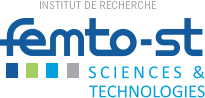 INSTITUT DE RECHERCHE
femto-st
SCIENCES &
TECHNOLOGIES